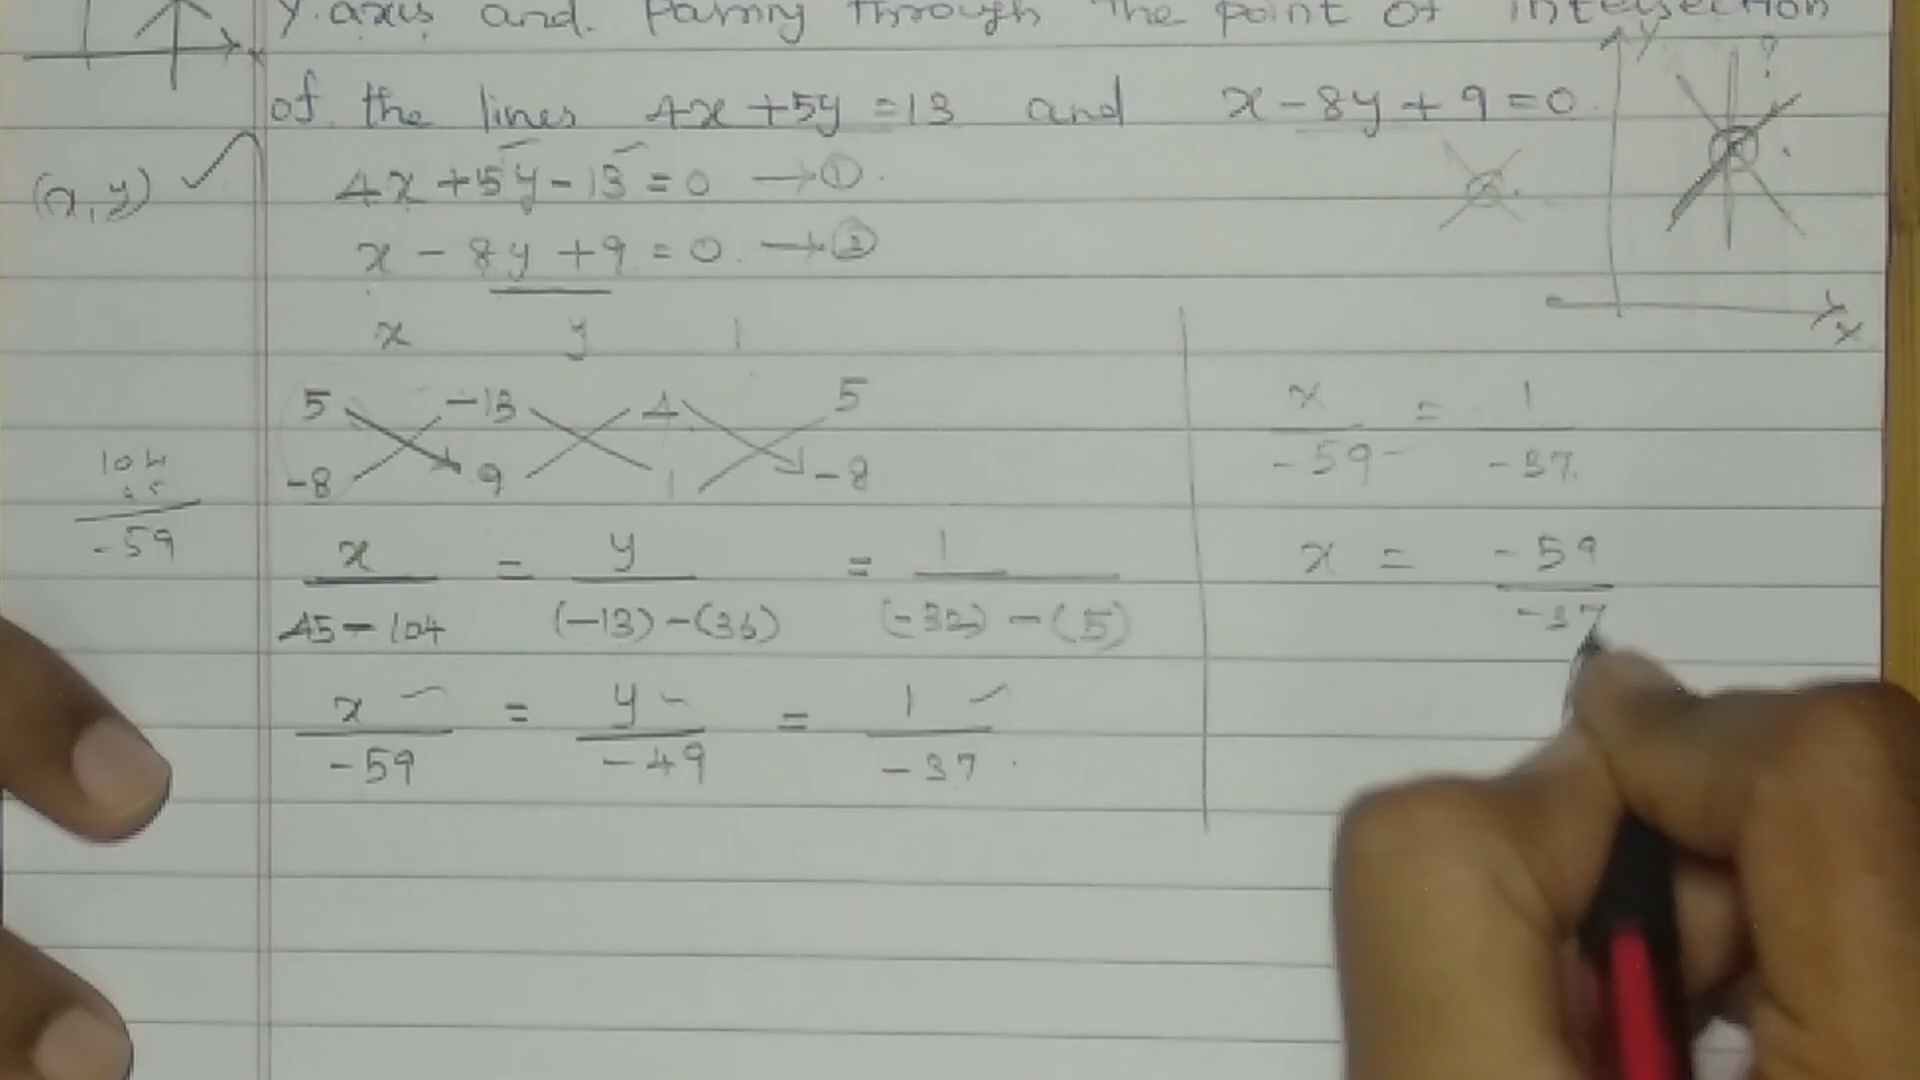 y. axis and. Passing through the point of intersection
of the lines 4x + 5y = 13 and x - 8y + 9 = 0.
(x, y)
4x + 5y - 13 = 0 → ①.
x - 8y + 9 = 0. → ②
x y 1
5 -13 4 5
-8 9 1 -8
104
45
-59
x/45 - 104 = y/(-13) - (36) = 1/(-32) - (5)
x/-59 = y/-49 = 1/-37.
x/-59 = 1/-37.
x = -59/-37
y
?
x